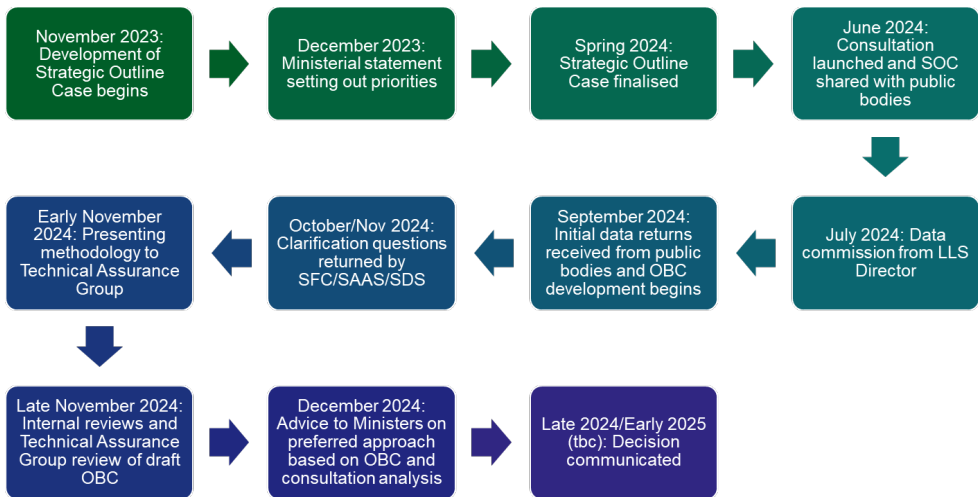 November 2023:
Development of
Strategic Outline
Case begins
December 2023:
Ministerial statement
setting out priorities
Spring 2024:
Strategic Outline
Case finalised
June 2024:
Consultation
launched and SOC
shared with public
bodies
July 2024: Data
commission from LLS
Director
September 2024:
Initial data returns
received from public
bodies and OBC
development begins
October/Nov 2024:
Clarification questions
returned by
SFC/SAAS/SDS
Early November
2024: Presenting
methodology to
Technical Assurance
Group
Late November 2024:
Internal reviews and
Technical Assurance
Group review of draft
OBC
December 2024:
Advice to Ministers on
preferred approach
based on OBC and
consultation analysis
Late 2024/Early 2025
(tbc): Decision
communicated